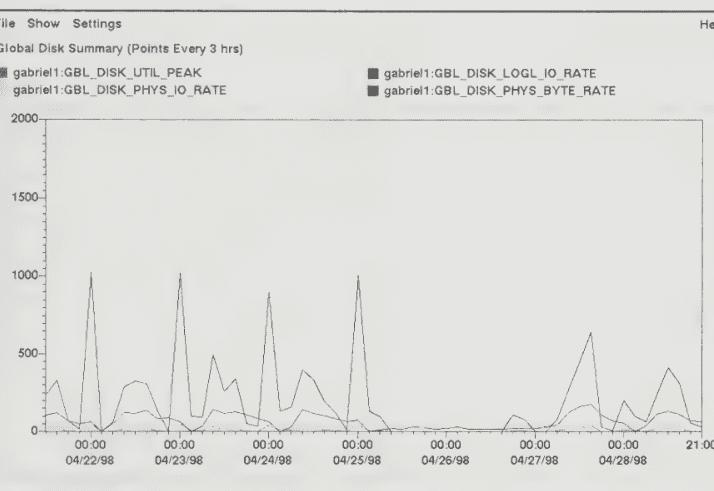 ile Show Settings He
Global Disk Summary (Points Every 3 hrs)
gabriel1:GBL_DISK_UTIL_PEAK gabriel1:GBL_DISK_LOGL_IO_RATE
gabriel1:GBL_DISK_PHYS_IO_RATE gabriel1:GBL_DISK_PHYS_BYTE_RATE
2000
1500
1000
500
0
00:00 00:00 00:00 00:00 00:00 00:00 00:00 21:00
04/22/98 04/23/98 04/24/98 04/25/98 04/26/98 04/27/98 04/28/98